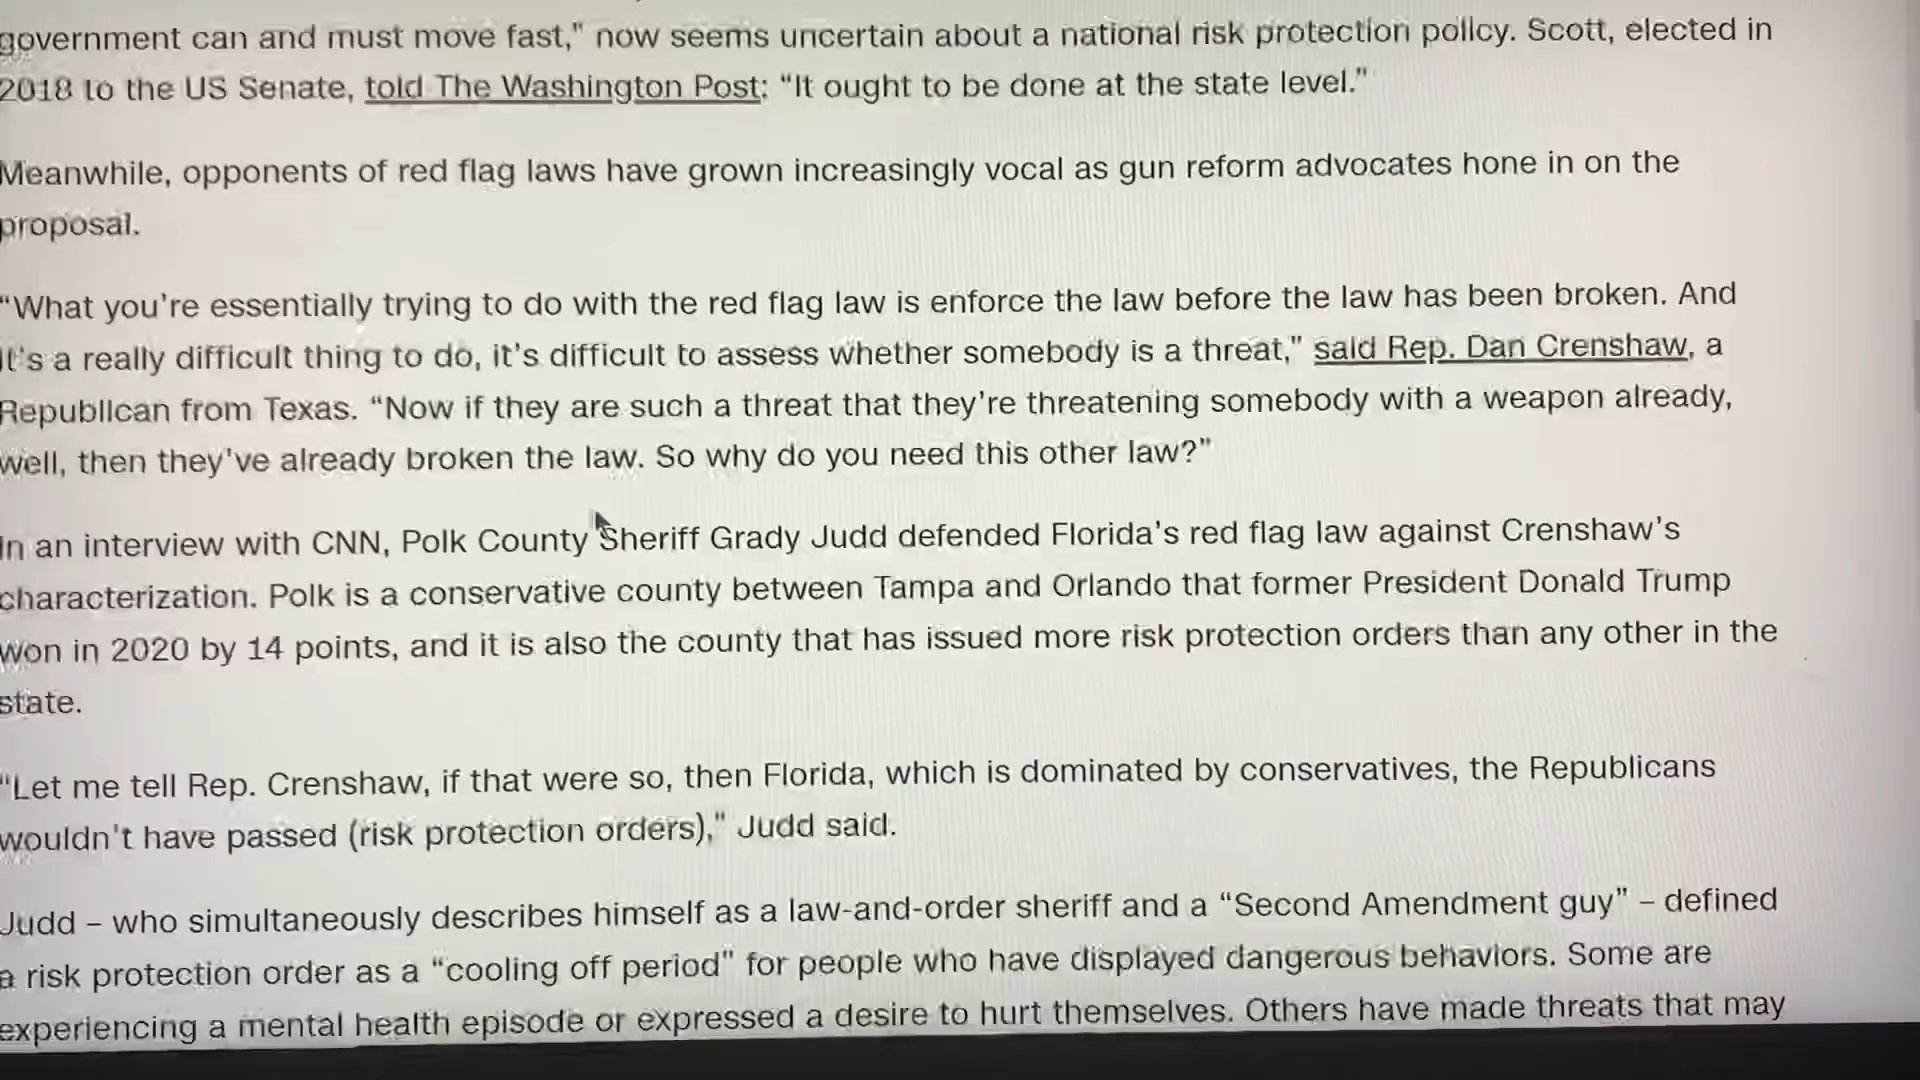 government can and must move fast," now seems uncertain about a national risk protection policy. Scott, elected in
2018 to the US Senate, told The Washington Post: “It ought to be done at the state level.”
Meanwhile, opponents of red flag laws have grown increasingly vocal as gun reform advocates hone in on the
proposal.
“What you're essentially trying to do with the red flag law is enforce the law before the law has been broken. And
it's a really difficult thing to do, it's difficult to assess whether somebody is a threat,” said Rep. Dan Crenshaw, a
Republican from Texas. “Now if they are such a threat that they're threatening somebody with a weapon already,
well, then they've already broken the law. So why do you need this other law?”
In an interview with CNN, Polk County Sheriff Grady Judd defended Florida's red flag law against Crenshaw's
characterization. Polk is a conservative county between Tampa and Orlando that former President Donald Trump
won in 2020 by 14 points, and it is also the county that has issued more risk protection orders than any other in the
state.
“Let me tell Rep. Crenshaw, if that were so, then Florida, which is dominated by conservatives, the Republicans
wouldn't have passed (risk protection orders),” Judd said.
Judd – who simultaneously describes himself as a law-and-order sheriff and a “Second Amendment guy” – defined
a risk protection order as a “cooling off period” for people who have displayed dangerous behaviors. Some are
experiencing a mental health episode or expressed a desire to hurt themselves. Others have made threats that may